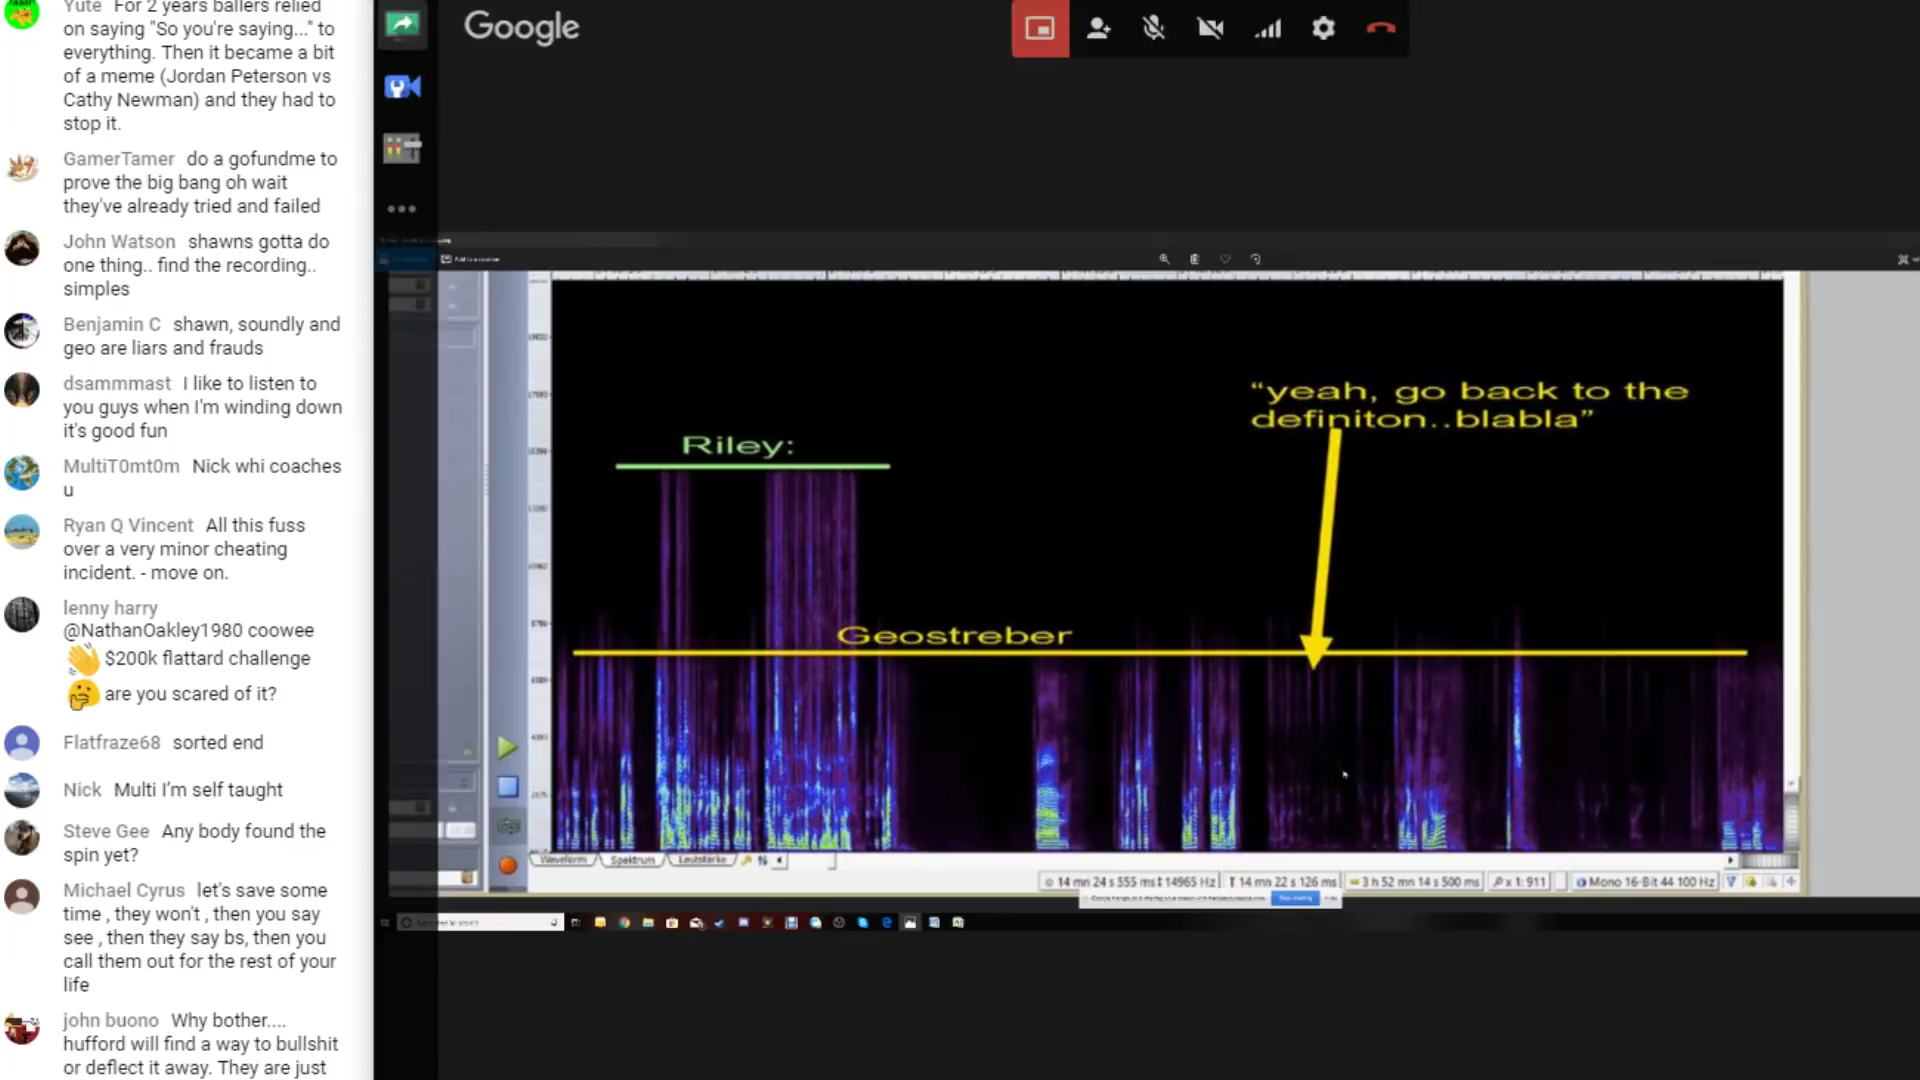 Yute For 2 years ballers relied
on saying "So you're saying..." to
everything. Then it became a bit
of a meme (Jordan Peterson vs
Cathy Newman) and they had to
stop it.
GamerTamer do a gofundme to
prove the big bang oh wait
they've already tried and failed
John Watson shawns gotta do
one thing.. find the recording..
simples
Benjamin C shawn, soundly and
geo are liars and frauds
dsammmast I like to listen to
you guys when I'm winding down
it's good fun
MultiT0mt0m Nick whi coaches
u
Ryan Q Vincent All this fuss
over a very minor cheating
incident. - move on.
lenny harry
@NathanOakley1980 coowee
👋 $200k flattard challenge
🤔 are you scared of it?
Flatfraze68 sorted end
Nick Multi I'm self taught
Steve Gee Any body found the
spin yet?
Michael Cyrus let's save some
time , they won't , then you say
see , then they say bs, then you
call them out for the rest of your
life
john buono Why bother....
hufford will find a way to bullshit
or deflect it away. They are just
Google
"yeah, go back to the
definiton..blabla"
Riley:
Geostreber
Waveform Spektrum Lautstärke
14 mn 24 s 555 ms 14965 Hz 14 mn 22 s 126 ms 3 h 52 mn 14 s 500 ms x 1: 911 Mono 16-Bit 44 100 Hz
Stop sharing